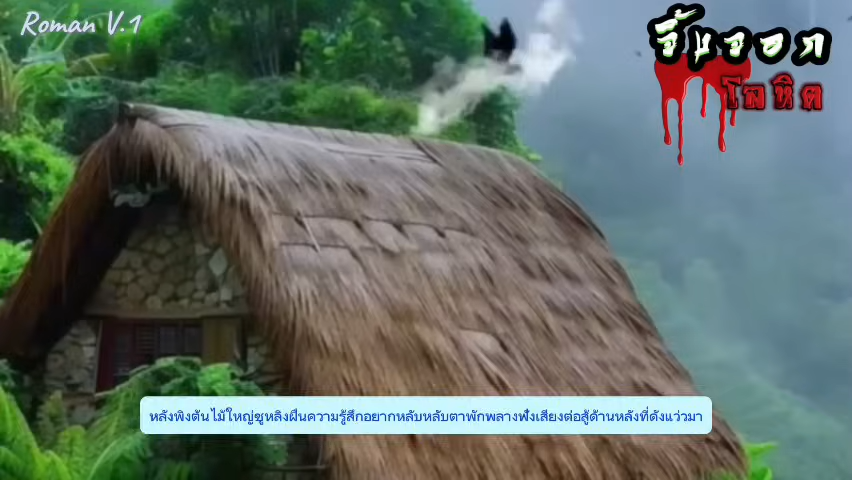 Roman V.1
จิ้งจอก
โลหิต
หลังพิงต้นไม้ใหญ่ซูหลิงฝืนความรู้สึกอยากหลับหลับตาพักพลางฟังเสียงต่อสู้ด้านหลังที่ดังแว่วมา